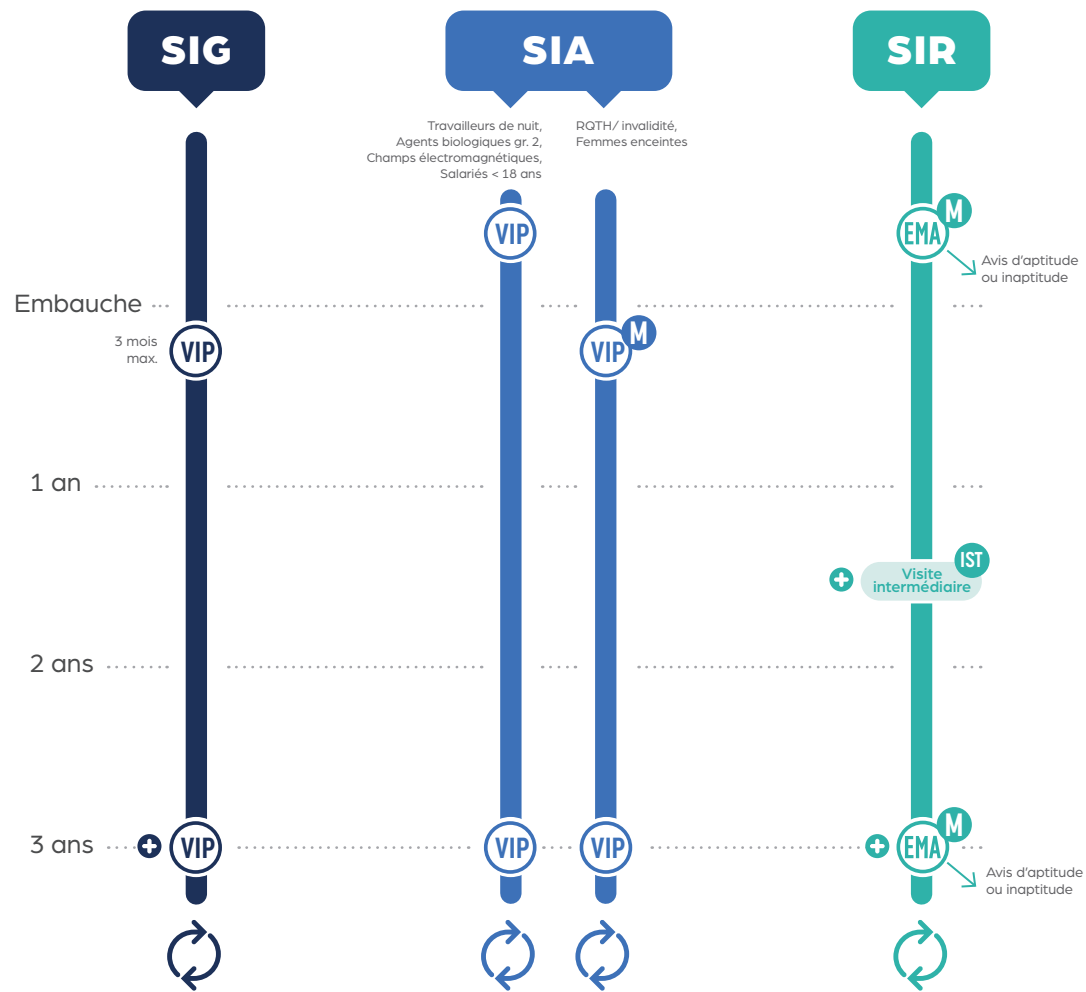 SIG
SIA
SIR
Travailleurs de nuit,
Agents biologiques gr. 2,
Champs électromagnétiques,
Salariés < 18 ans
RQTH/ invalidité,
Femmes enceintes
VIP
EMA
M
Avis d'aptitude
ou inaptitude
Embauche
3 mois
max.
VIP
VIP
M
1 an
Visite
intermédiaire
IST
2 ans
3 ans
VIP
VIP
VIP
EMA
M
Avis d'aptitude
ou inaptitude